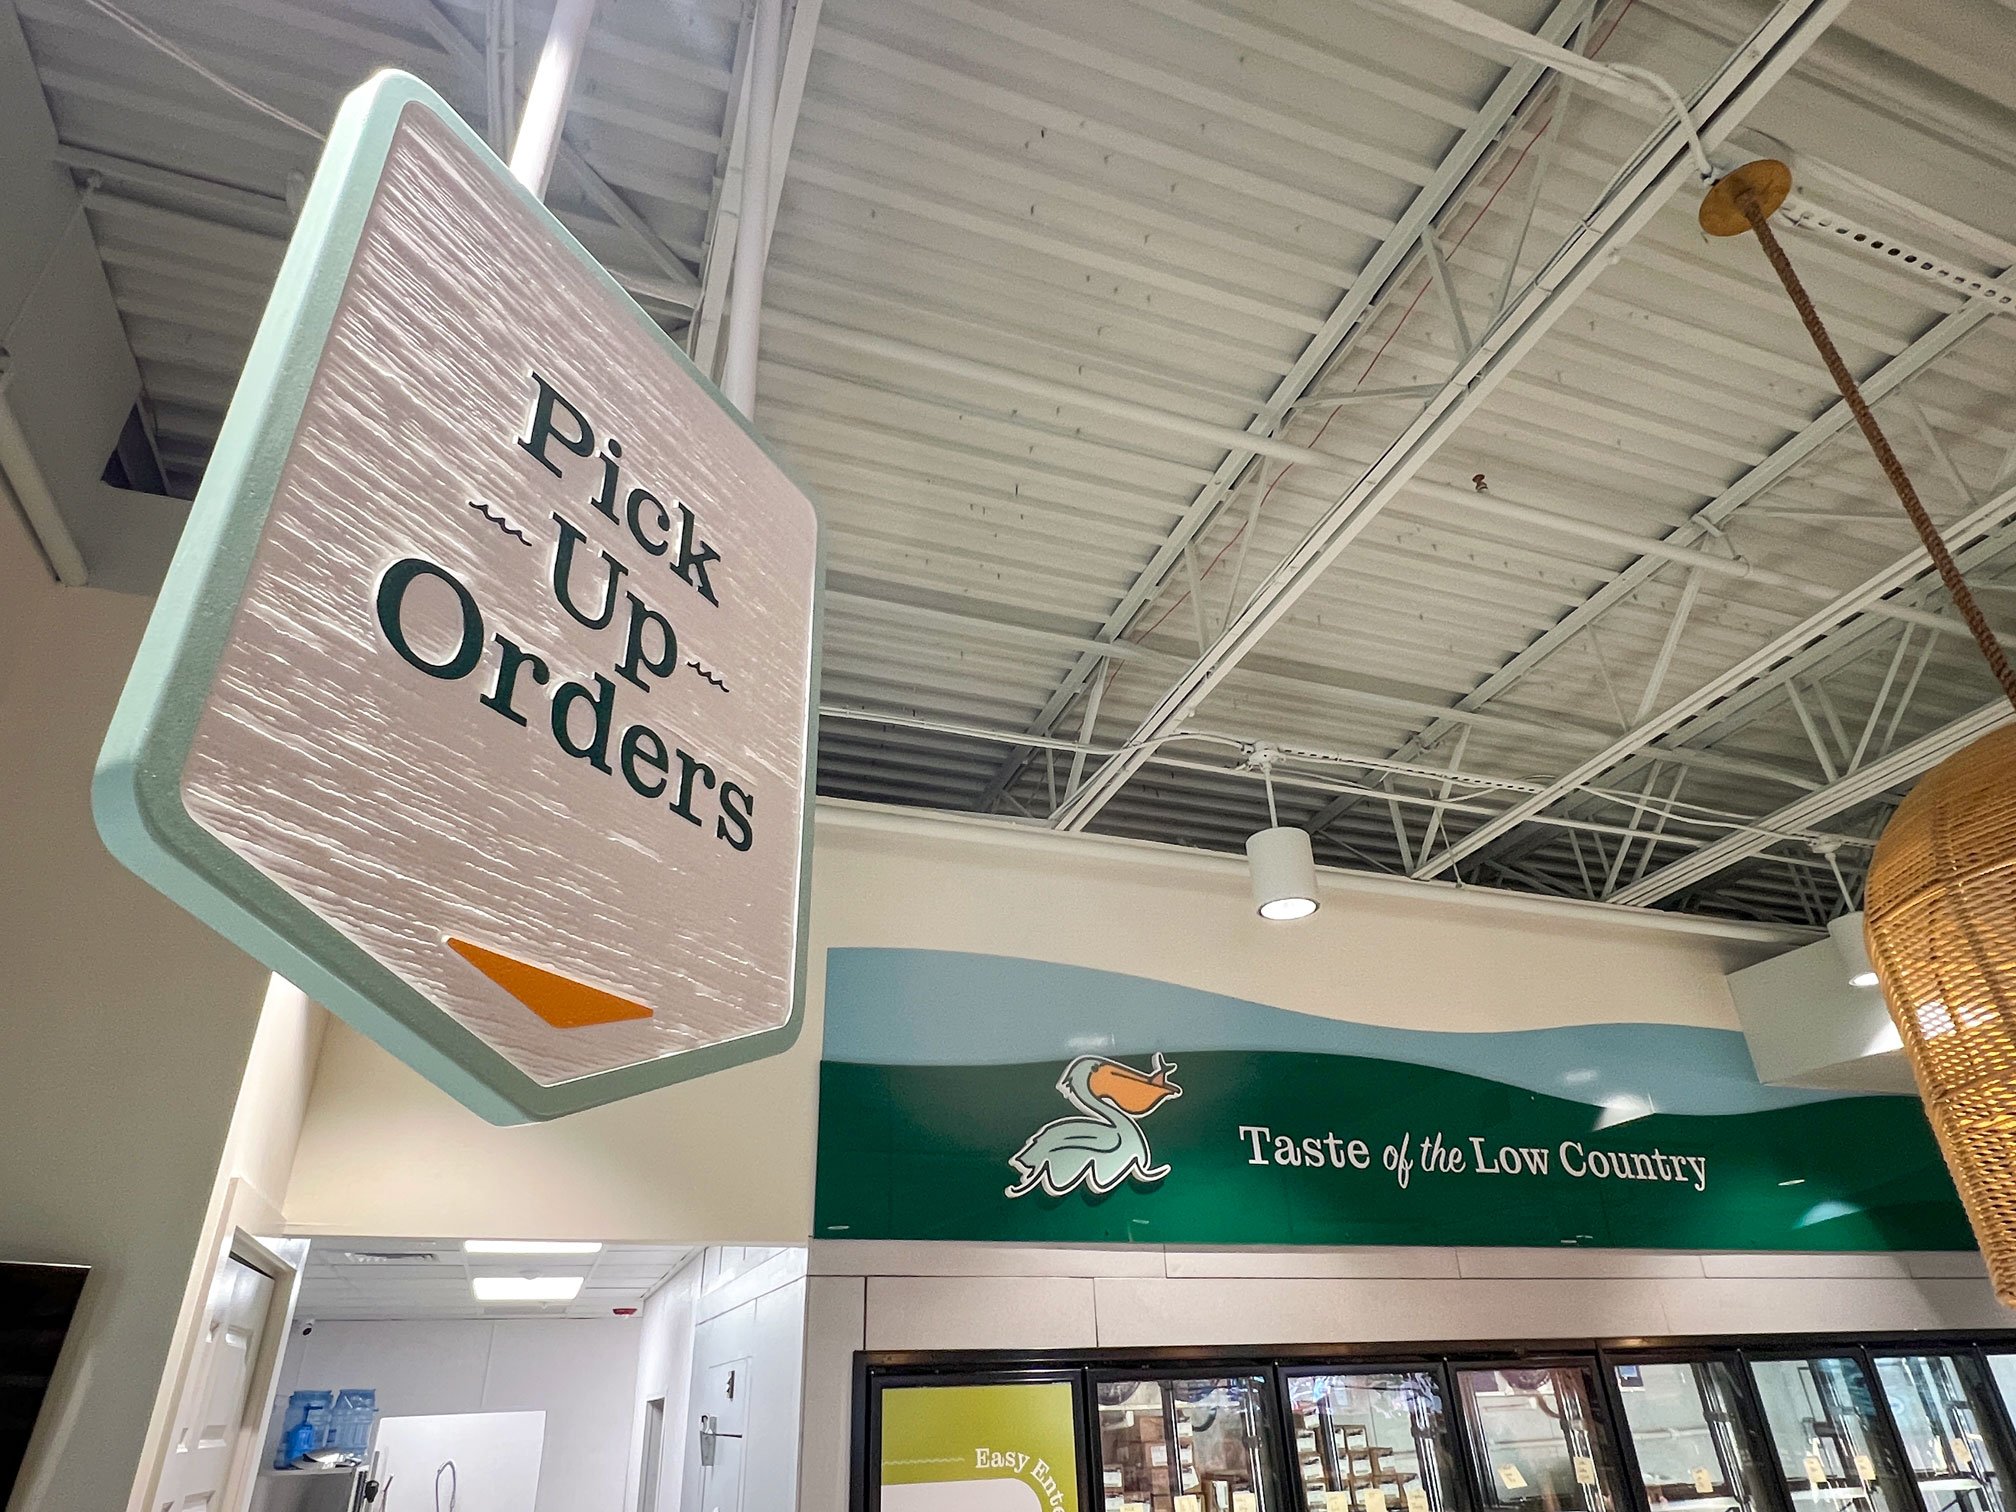 Pick
Up
Orders
Taste of the Low Country
Easy